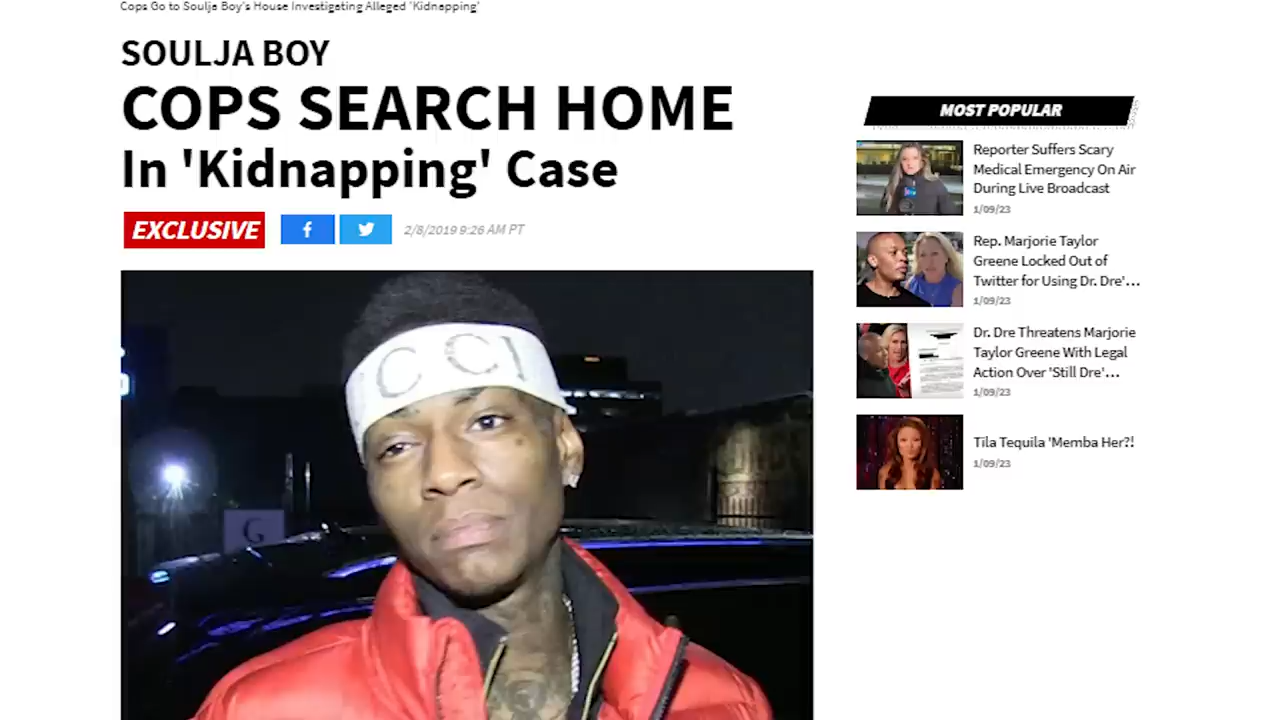 Cops Go to Soulja Boy's House Investigating Alleged 'Kidnapping'
SOULJA BOY
COPS SEARCH HOME
In 'Kidnapping' Case
EXCLUSIVE
2/8/2019 9:26 AM PT
CCI
G
MOST POPULAR
Reporter Suffers Scary
Medical Emergency On Air
During Live Broadcast
1/09/23
Rep. Marjorie Taylor
Greene Locked Out of
Twitter for Using Dr. Dre'...
1/09/23
Dr. Dre Threatens Marjorie
Taylor Greene With Legal
Action Over 'Still Dre'...
1/09/23
Tila Tequila 'Memba Her?!
1/09/23